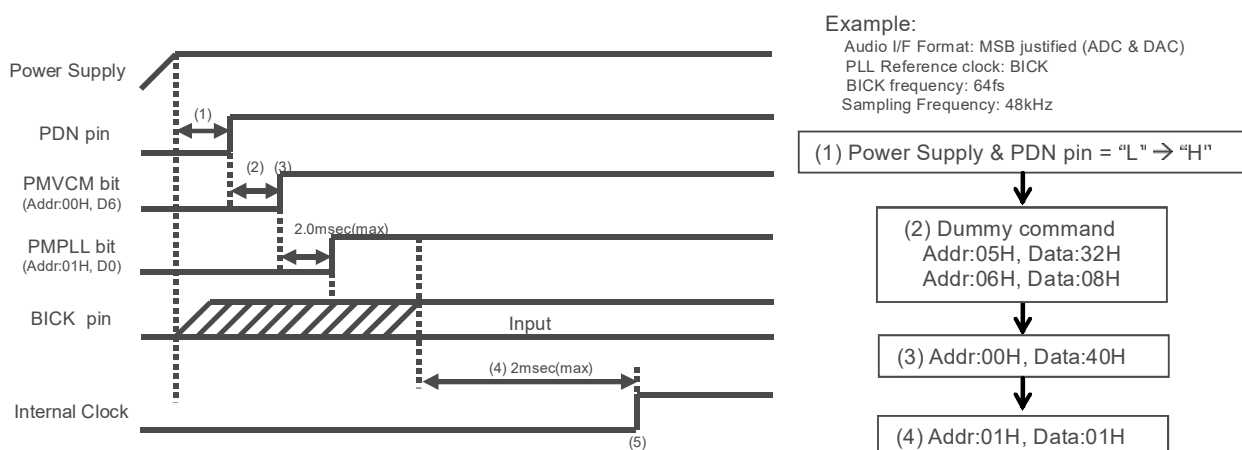 Power Supply
(1)
PDN pin
(2) (3)
PMVCM bit
(Addr:00H, D6)
2.0msec(max)
PMPLL bit
(Addr:01H, D0)
BICK pin
Input
(4) 2msec(max)
Internal Clock
(5)
Example:
Audio I/F Format: MSB justified (ADC & DAC)
PLL Reference clock: BICK
BICK frequency: 64fs
Sampling Frequency: 48kHz
(1) Power Supply & PDN pin = “L” → “H”
(2) Dummy command
Addr:05H, Data:32H
Addr:06H, Data:08H
(3) Addr:00H, Data:40H
(4) Addr:01H, Data:01H